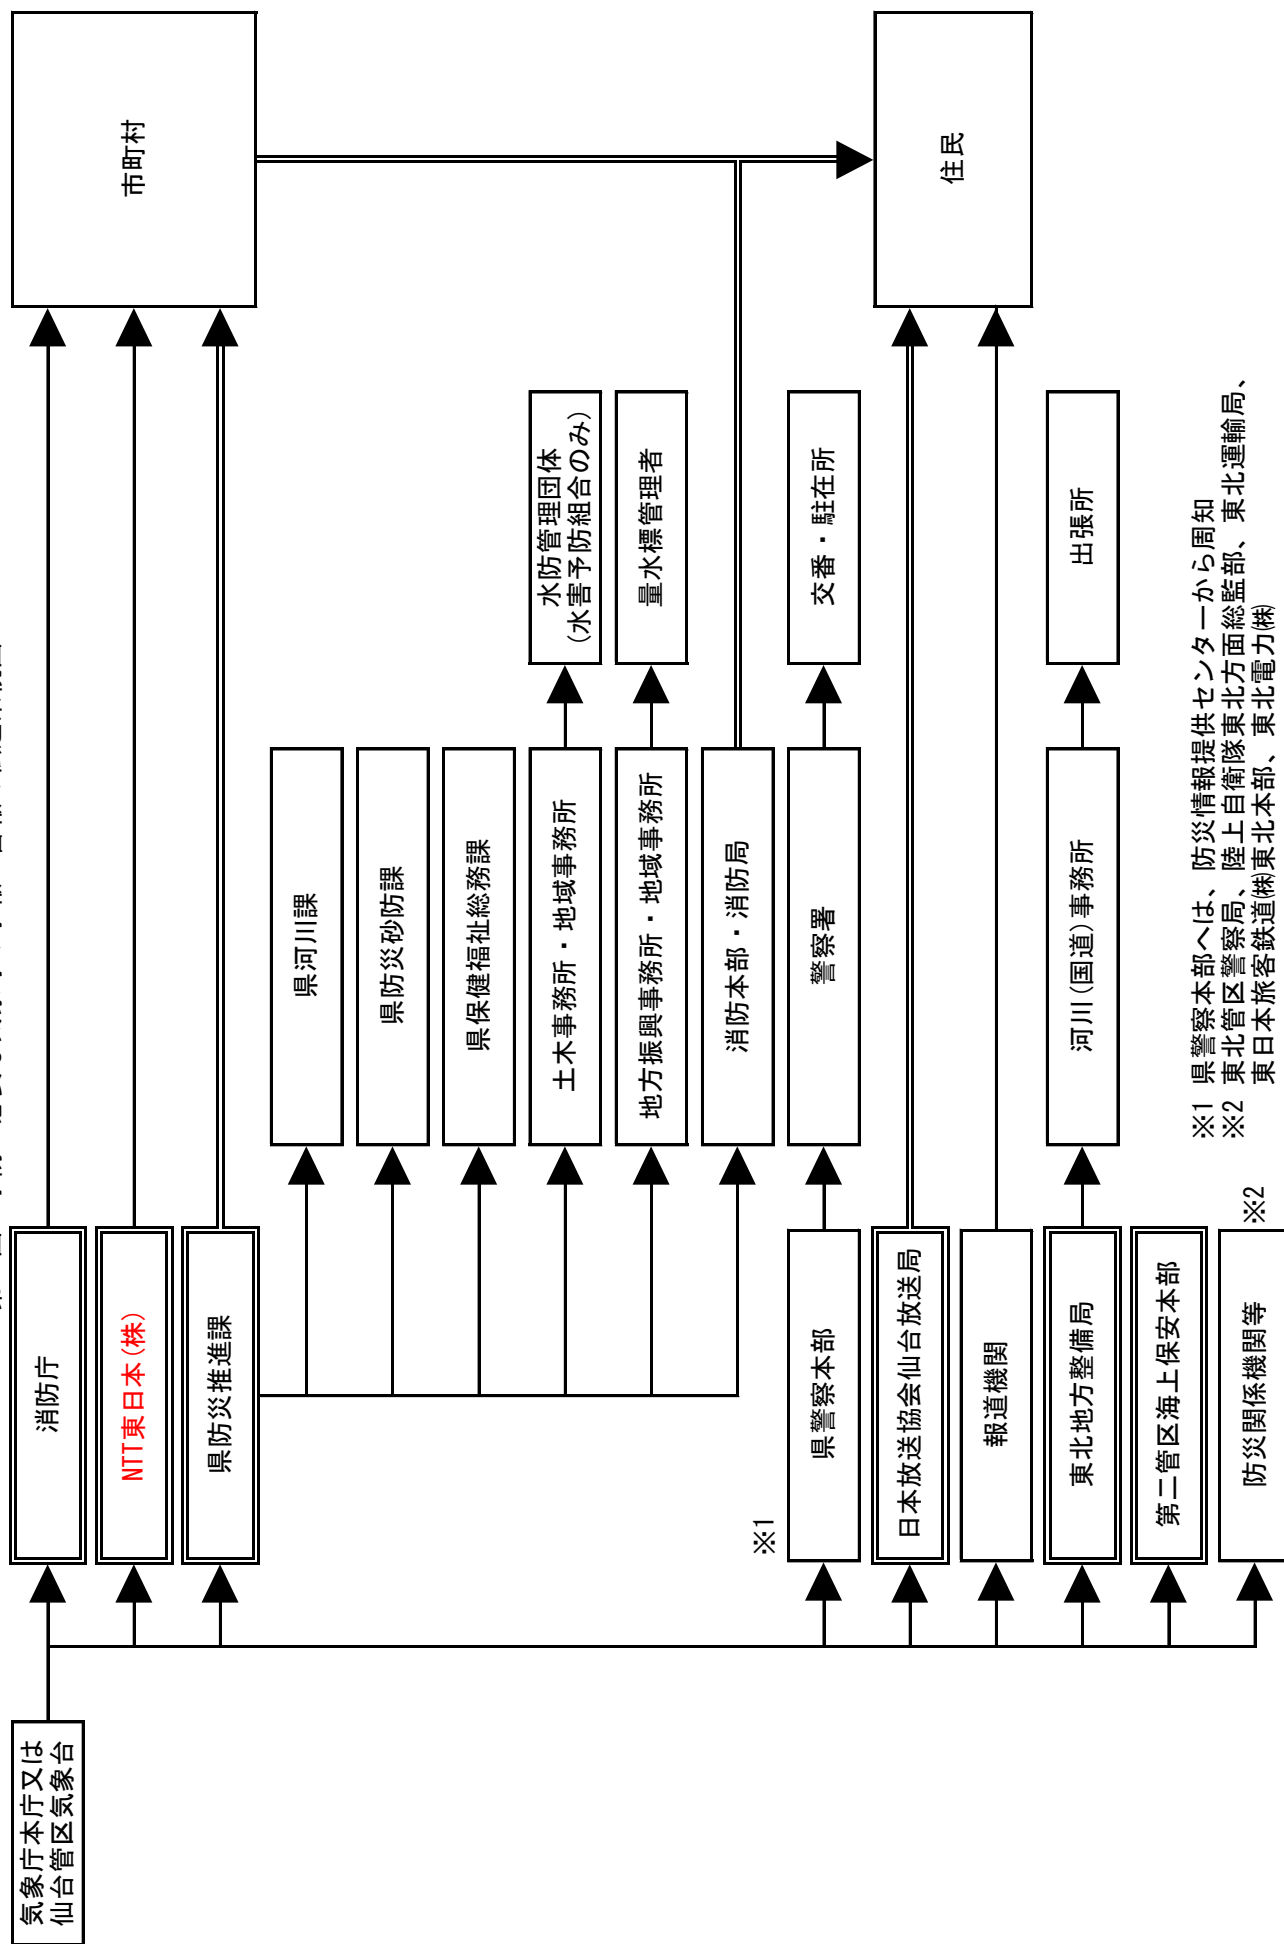 気象庁本庁又は
仙台管区気象台
消防庁
NTT東日本(株)
県防災推進課
※1
県警察本部
日本放送協会仙台放送局
報道機関
東北地方整備局
第二管区海上保安本部
防災関係機関等
※2
県河川課
県防災砂防課
県保健福祉総務課
土木事務所・地域事務所
地方振興事務所・地域事務所
消防本部・消防局
警察署
河川(国道)事務所
水防管理団体
(水害予防組合のみ)
量水標管理者
交番・駐在所
出張所
市町村
住民
※1 県警察本部へは、防災情報提供センターから周知
※2 東北管区警察局、陸上自衛隊東北方面総監部、東北運輸局、
東日本旅客鉄道㈱東北本部、東北電力㈱